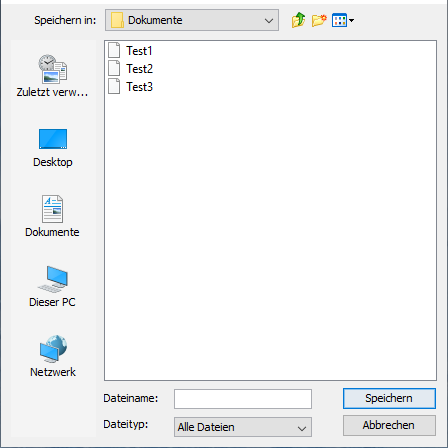 Speichern in:
Dokumente
Test1
Test2
Test3
Zuletzt verw...
Desktop
Dokumente
Dieser PC
Netzwerk
Dateiname:
Speichern
Dateityp:
Alle Dateien
Abbrechen